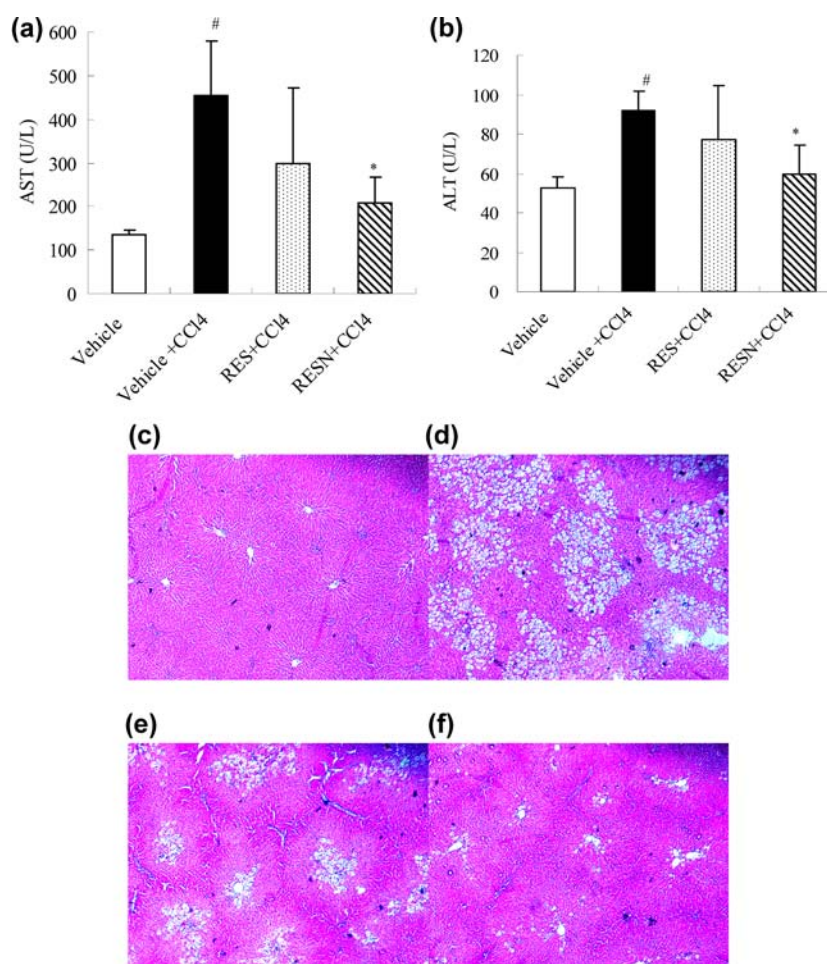 (a)
#
600
500
400
300
200
100
0
AST (U/L)
*
Vehicle
Vehicle +CCl4
RES+CCl4
RESN+CCl4
(b)
#
120
100
80
60
40
20
0
ALT (U/L)
*
Vehicle
Vehicle +CCl4
RES+CCl4
RESN+CCl4
(c)
(d)
(e)
(f)